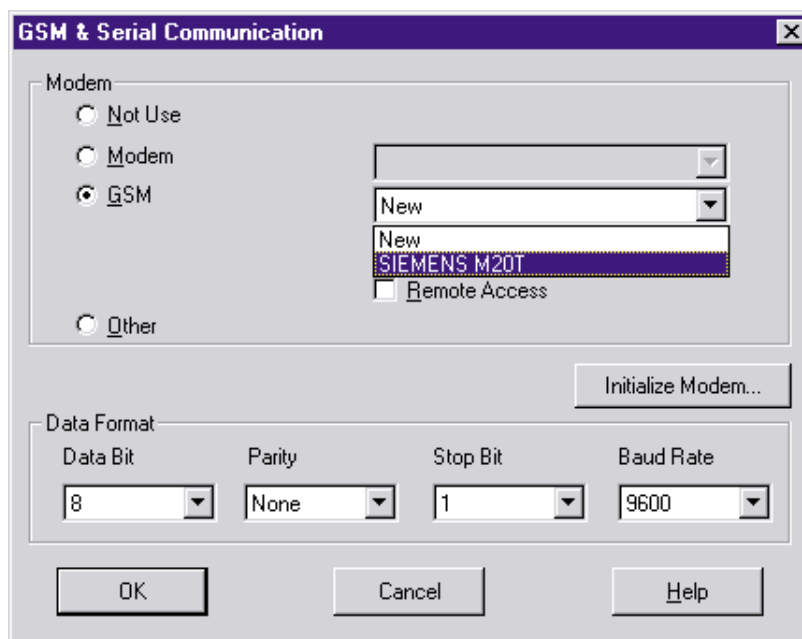 GSM & Serial Communication
Modem
Not Use
Modem
GSM
New
New
SIEMENS M20T
Remote Access
Other
Initialize Modem...
Data Format
Data Bit Parity Stop Bit Baud Rate
8 None 1 9600
OK Cancel Help